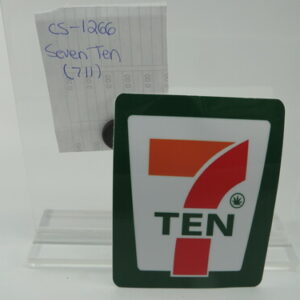 CS-1266
Seven Ten
(711)
7
TEN